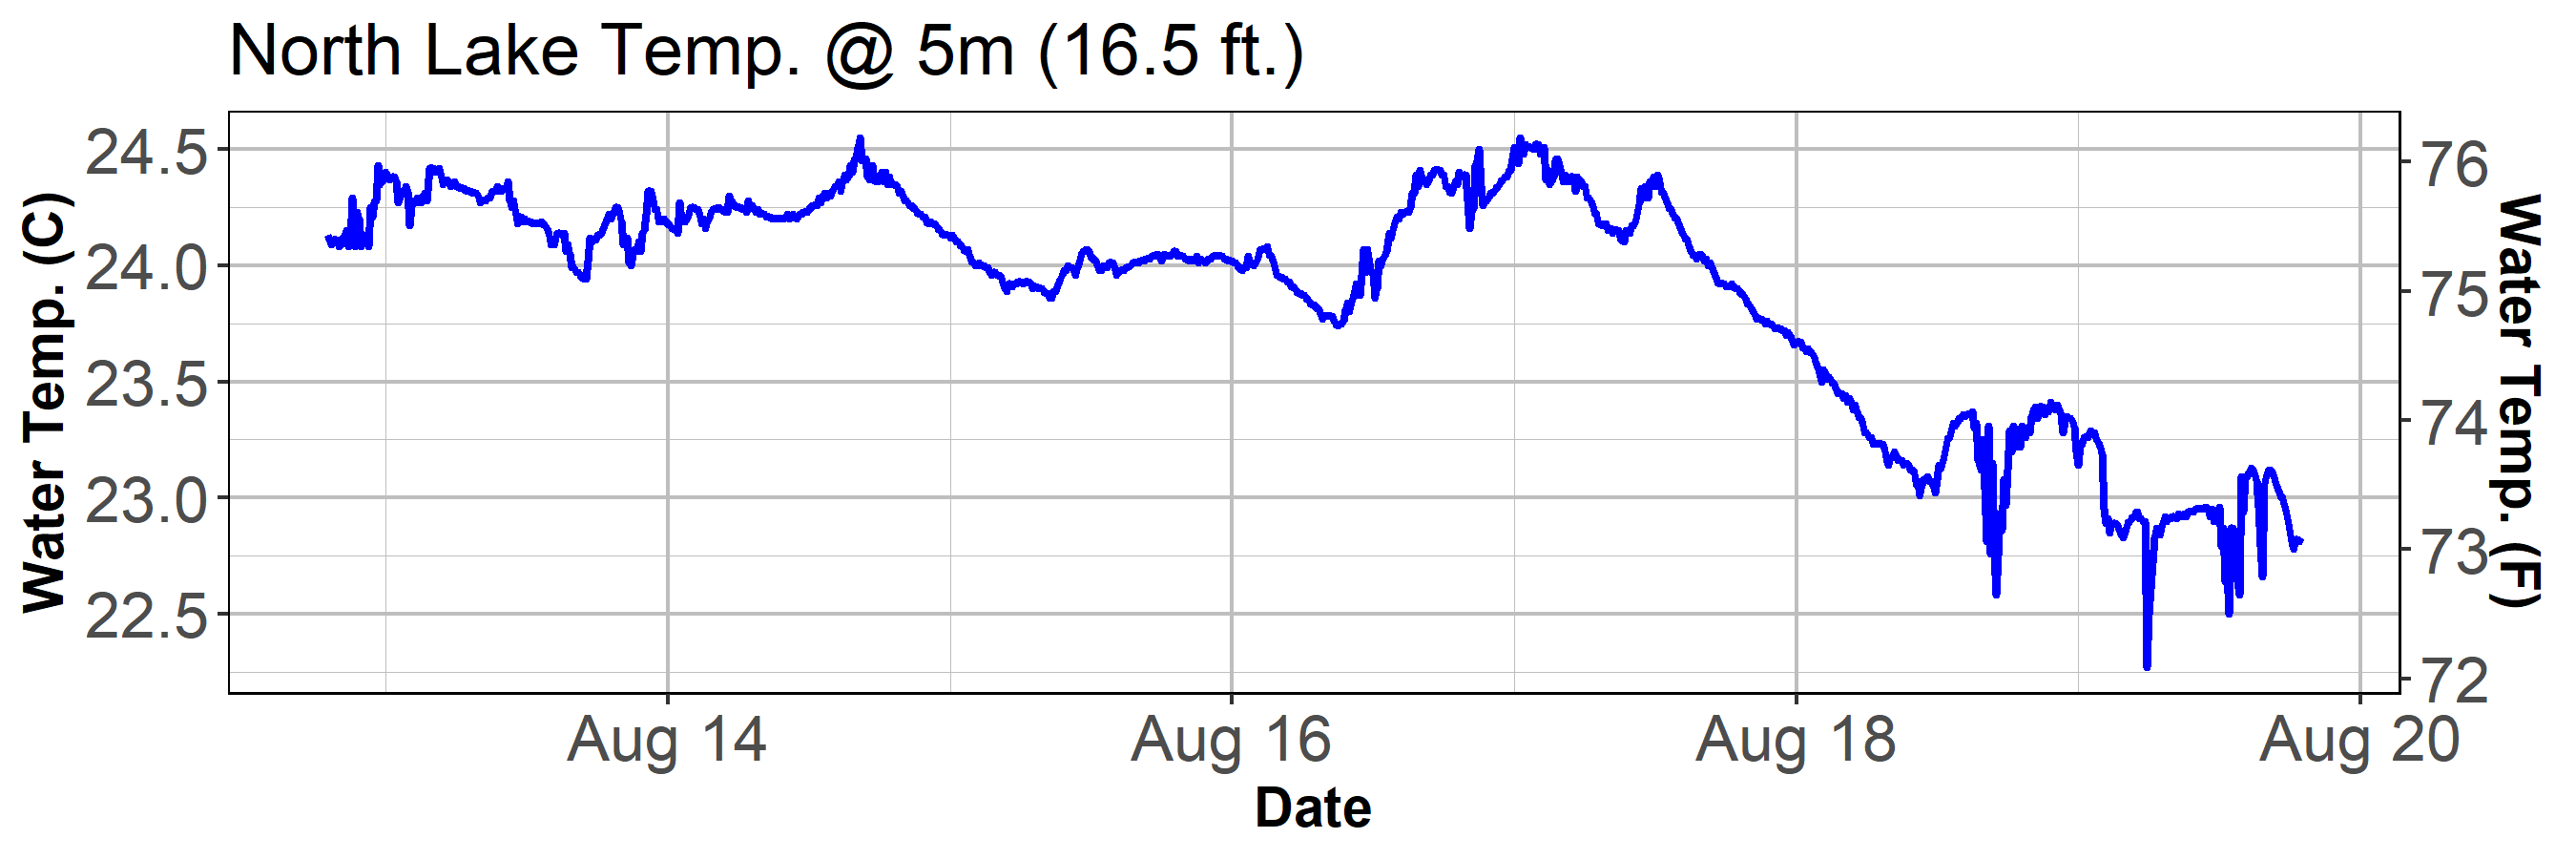 North Lake Temp. @ 5m (16.5 ft.)
Water Temp. (C)
24.5
24.0
23.5
23.0
22.5
76
75
74
73
72
Water Temp. (F)
Aug 14
Aug 16
Aug 18
Aug 20
Date